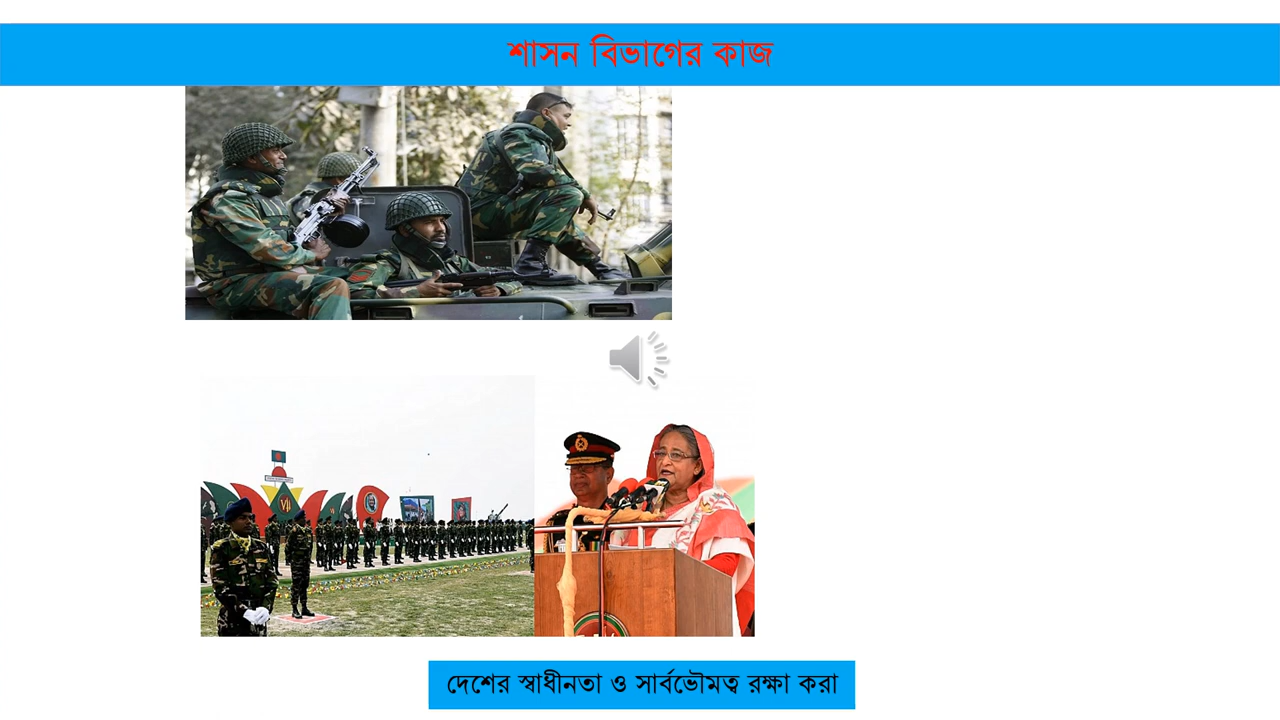 শাসন বিভাগের কাজ
দেশের স্বাধীনতা ও সার্বভৌমত্ব রক্ষা করা